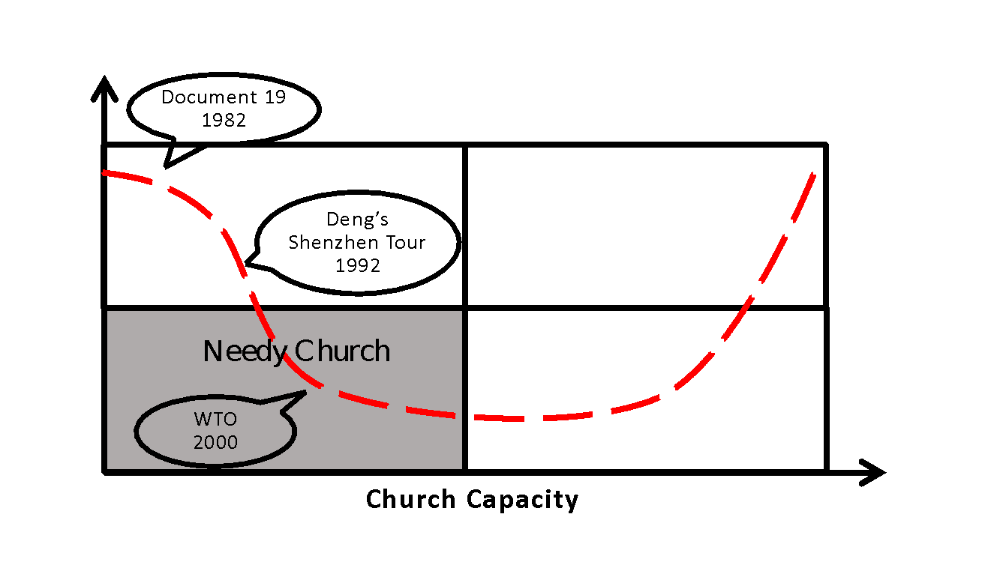 Document 19
1982
Deng’s
Shenzhen Tour
1992
Needy Church
WTO
2000
Church Capacity